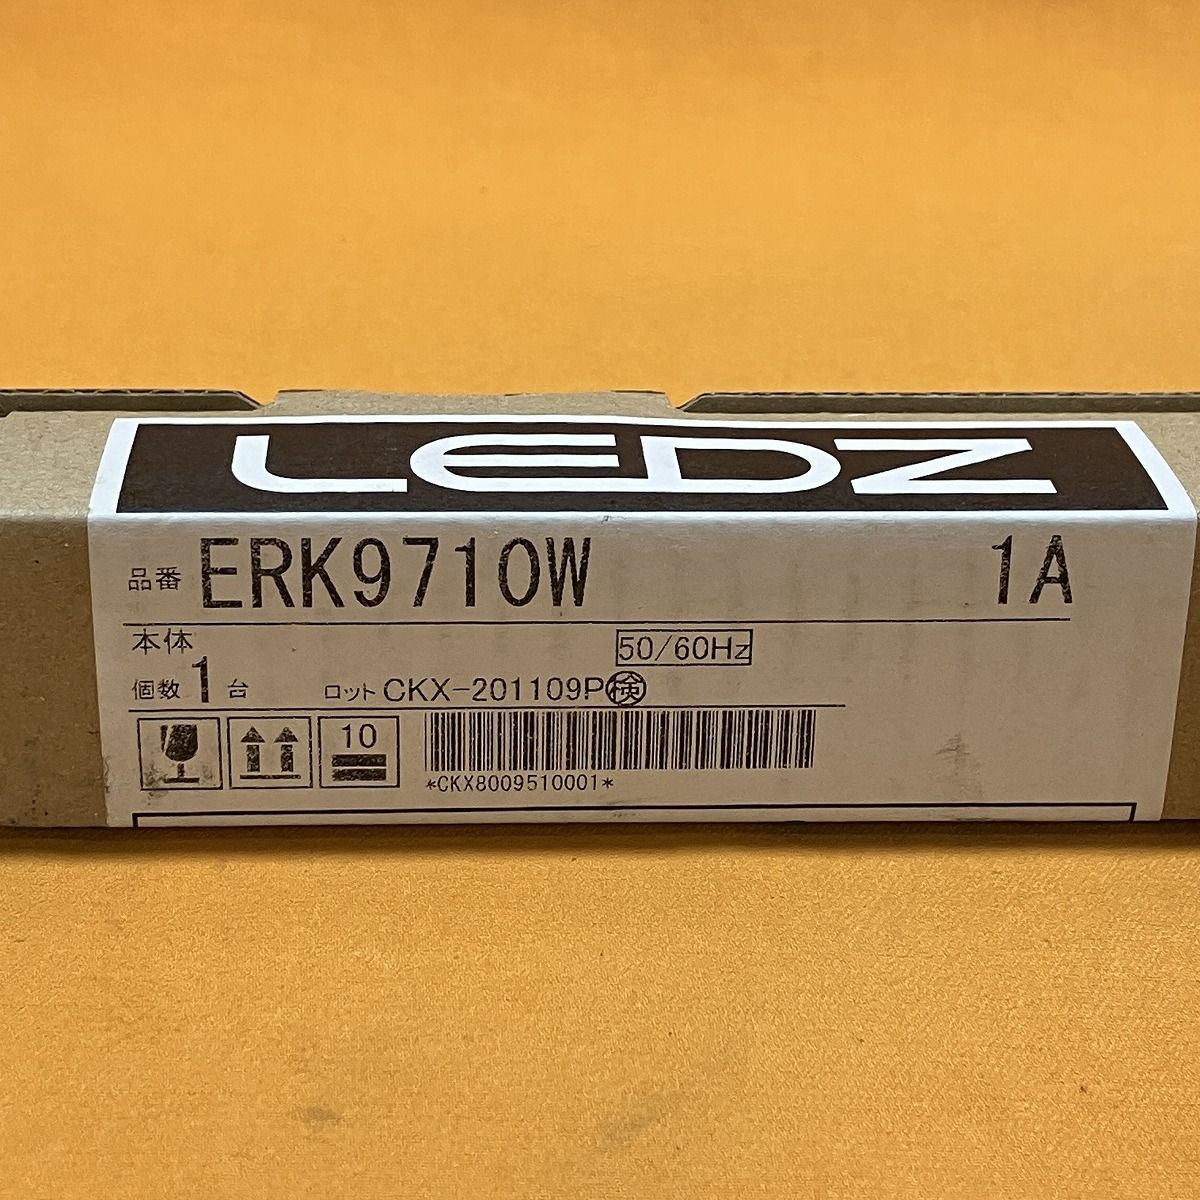 LEDZ
品番 ERK9710W 1A
本体 50/60Hz
個数 1 台 ロット CKX-201109P 検
10
*CKX8009510001*